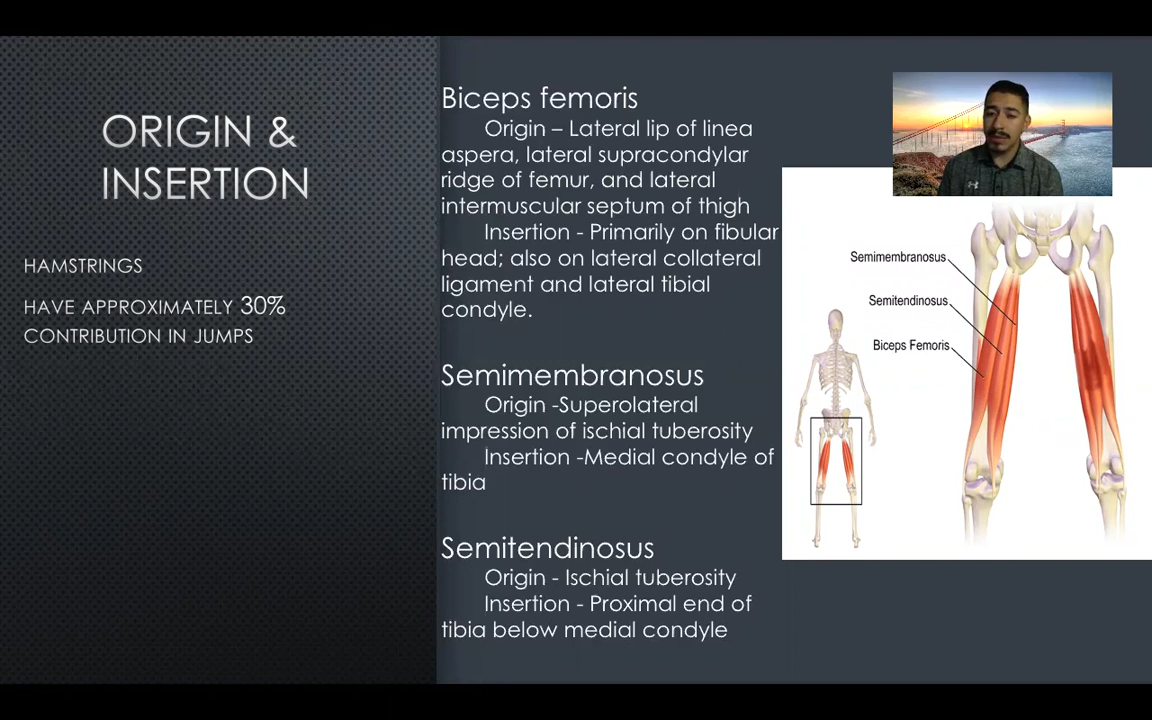 ORIGIN &
INSERTION
HAMSTRINGS
HAVE APPROXIMATELY 30%
CONTRIBUTION IN JUMPS
Biceps femoris
Origin – Lateral lip of linea
aspera, lateral supracondylar
ridge of femur, and lateral
intermuscular septum of thigh
Insertion - Primarily on fibular
head; also on lateral collateral
ligament and lateral tibial
condyle.
Semimembranosus
Origin -Superolateral
impression of ischial tuberosity
Insertion -Medial condyle of
tibia
Semitendinosus
Origin - Ischial tuberosity
Insertion - Proximal end of
tibia below medial condyle
Semimembranosus
Semitendinosus
Biceps Femoris